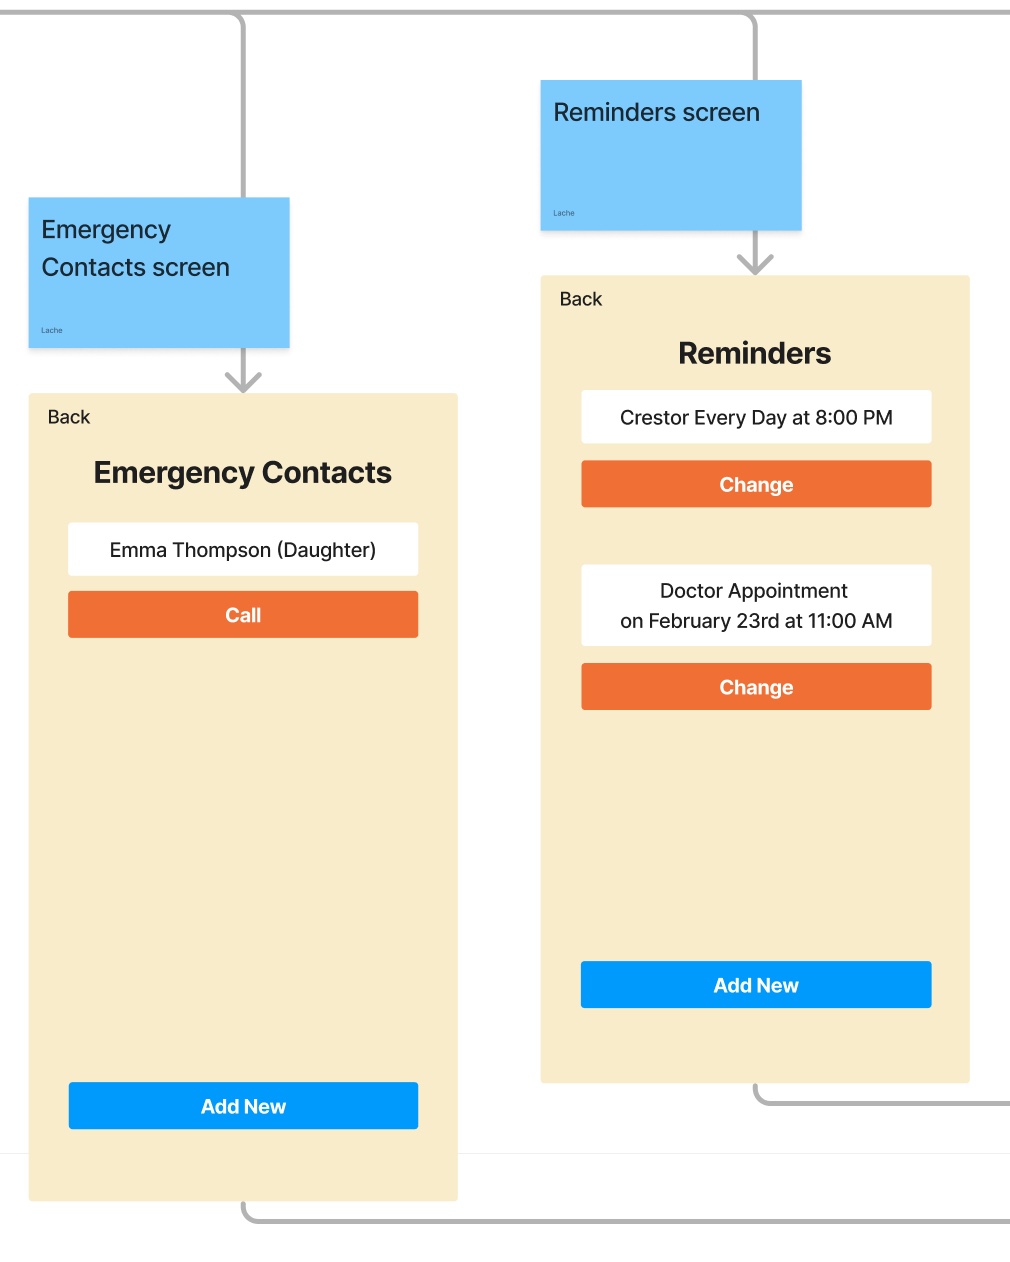 Emergency
Contacts screen
Lache
Back
Emergency Contacts
Emma Thompson (Daughter)
Call
Add New
Reminders screen
Lache
Back
Reminders
Crestor Every Day at 8:00 PM
Change
Doctor Appointment
on February 23rd at 11:00 AM
Change
Add New